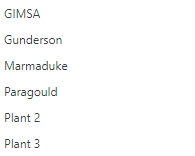 GIMSA
Gunderson
Marmaduke
Paragould
Plant 2
Plant 3